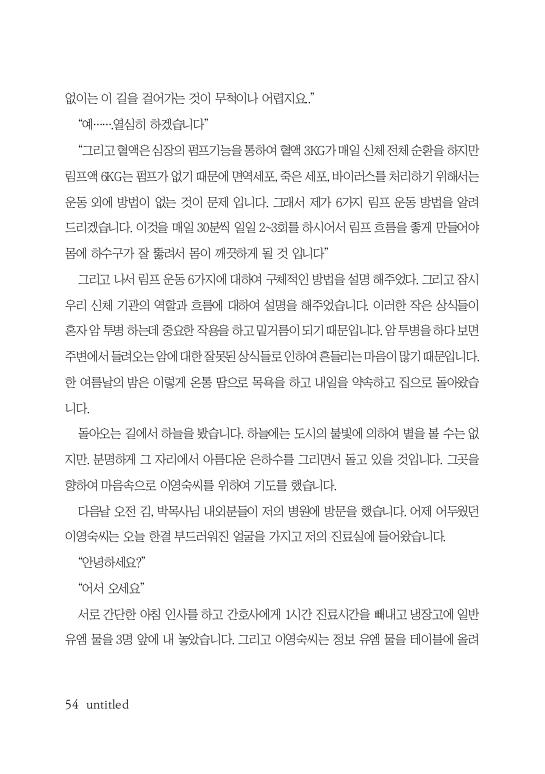 없이는 이 길을 걸어가는 것이 무척이나 어렵지요..”
“예…….열심히 하겠습니다”
“그리고 혈액은 심장의 펌프기능을 통하여 혈액 3KG가 매일 신체 전체 순환을 하지만
림프액 6KG는 펌프가 없기 때문에 면역세포, 죽은 세포, 바이러스를 처리하기 위해서는
운동 외에 방법이 없는 것이 문제 입니다. 그래서 제가 6가지 림프 운동 방법을 알려
드리겠습니다. 이것을 매일 30분씩 일일 2~3회를 하시어서 림프 흐름을 좋게 만들어야
몸에 하수구가 잘 뚫려서 몸이 깨끗하게 될 것 입니다”
그리고 나서 림프 운동 6가지에 대하여 구체적인 방법을 설명 해주었다. 그리고 잠시
우리 신체 기관의 역할과 흐름에 대하여 설명을 해주었습니다. 이러한 작은 상식들이
혼자 암 투병 하는데 중요한 작용을 하고 밑거름이 되기 때문입니다. 암 투병을 하다 보면
주변에서 들려오는 암에 대한 잘못된 상식들로 인하여 흔들리는 마음이 많기 때문입니다.
한 여름날의 밤은 이렇게 온통 땀으로 목욕을 하고 내일을 약속하고 집으로 돌아왔습
니다.
돌아오는 길에서 하늘을 봤습니다. 하늘에는 도시의 불빛에 의하여 별을 볼 수는 없
지만. 분명하게 그 자리에서 아름다운 은하수를 그리면서 돌고 있을 것입니다. 그곳을
향하여 마음속으로 이영숙씨를 위하여 기도를 했습니다.
다음날 오전 김, 박목사님 내외분들이 저의 병원에 방문을 했습니다. 어제 어두웠던
이영숙씨는 오늘 한결 부드러워진 얼굴을 가지고 저의 진료실에 들어왔습니다.
“안녕하세요?”
“어서 오세요”
서로 간단한 아침 인사를 하고 간호사에게 1시간 진료시간을 빼내고 냉장고에 일반
유엠 물을 3명 앞에 내 놓았습니다. 그리고 이영숙씨는 정보 유엠 물을 테이블에 올려
54 untitled